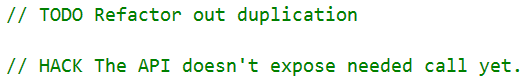 // TODO Refactor out duplication
// HACK The API doesn't expose needed call yet.